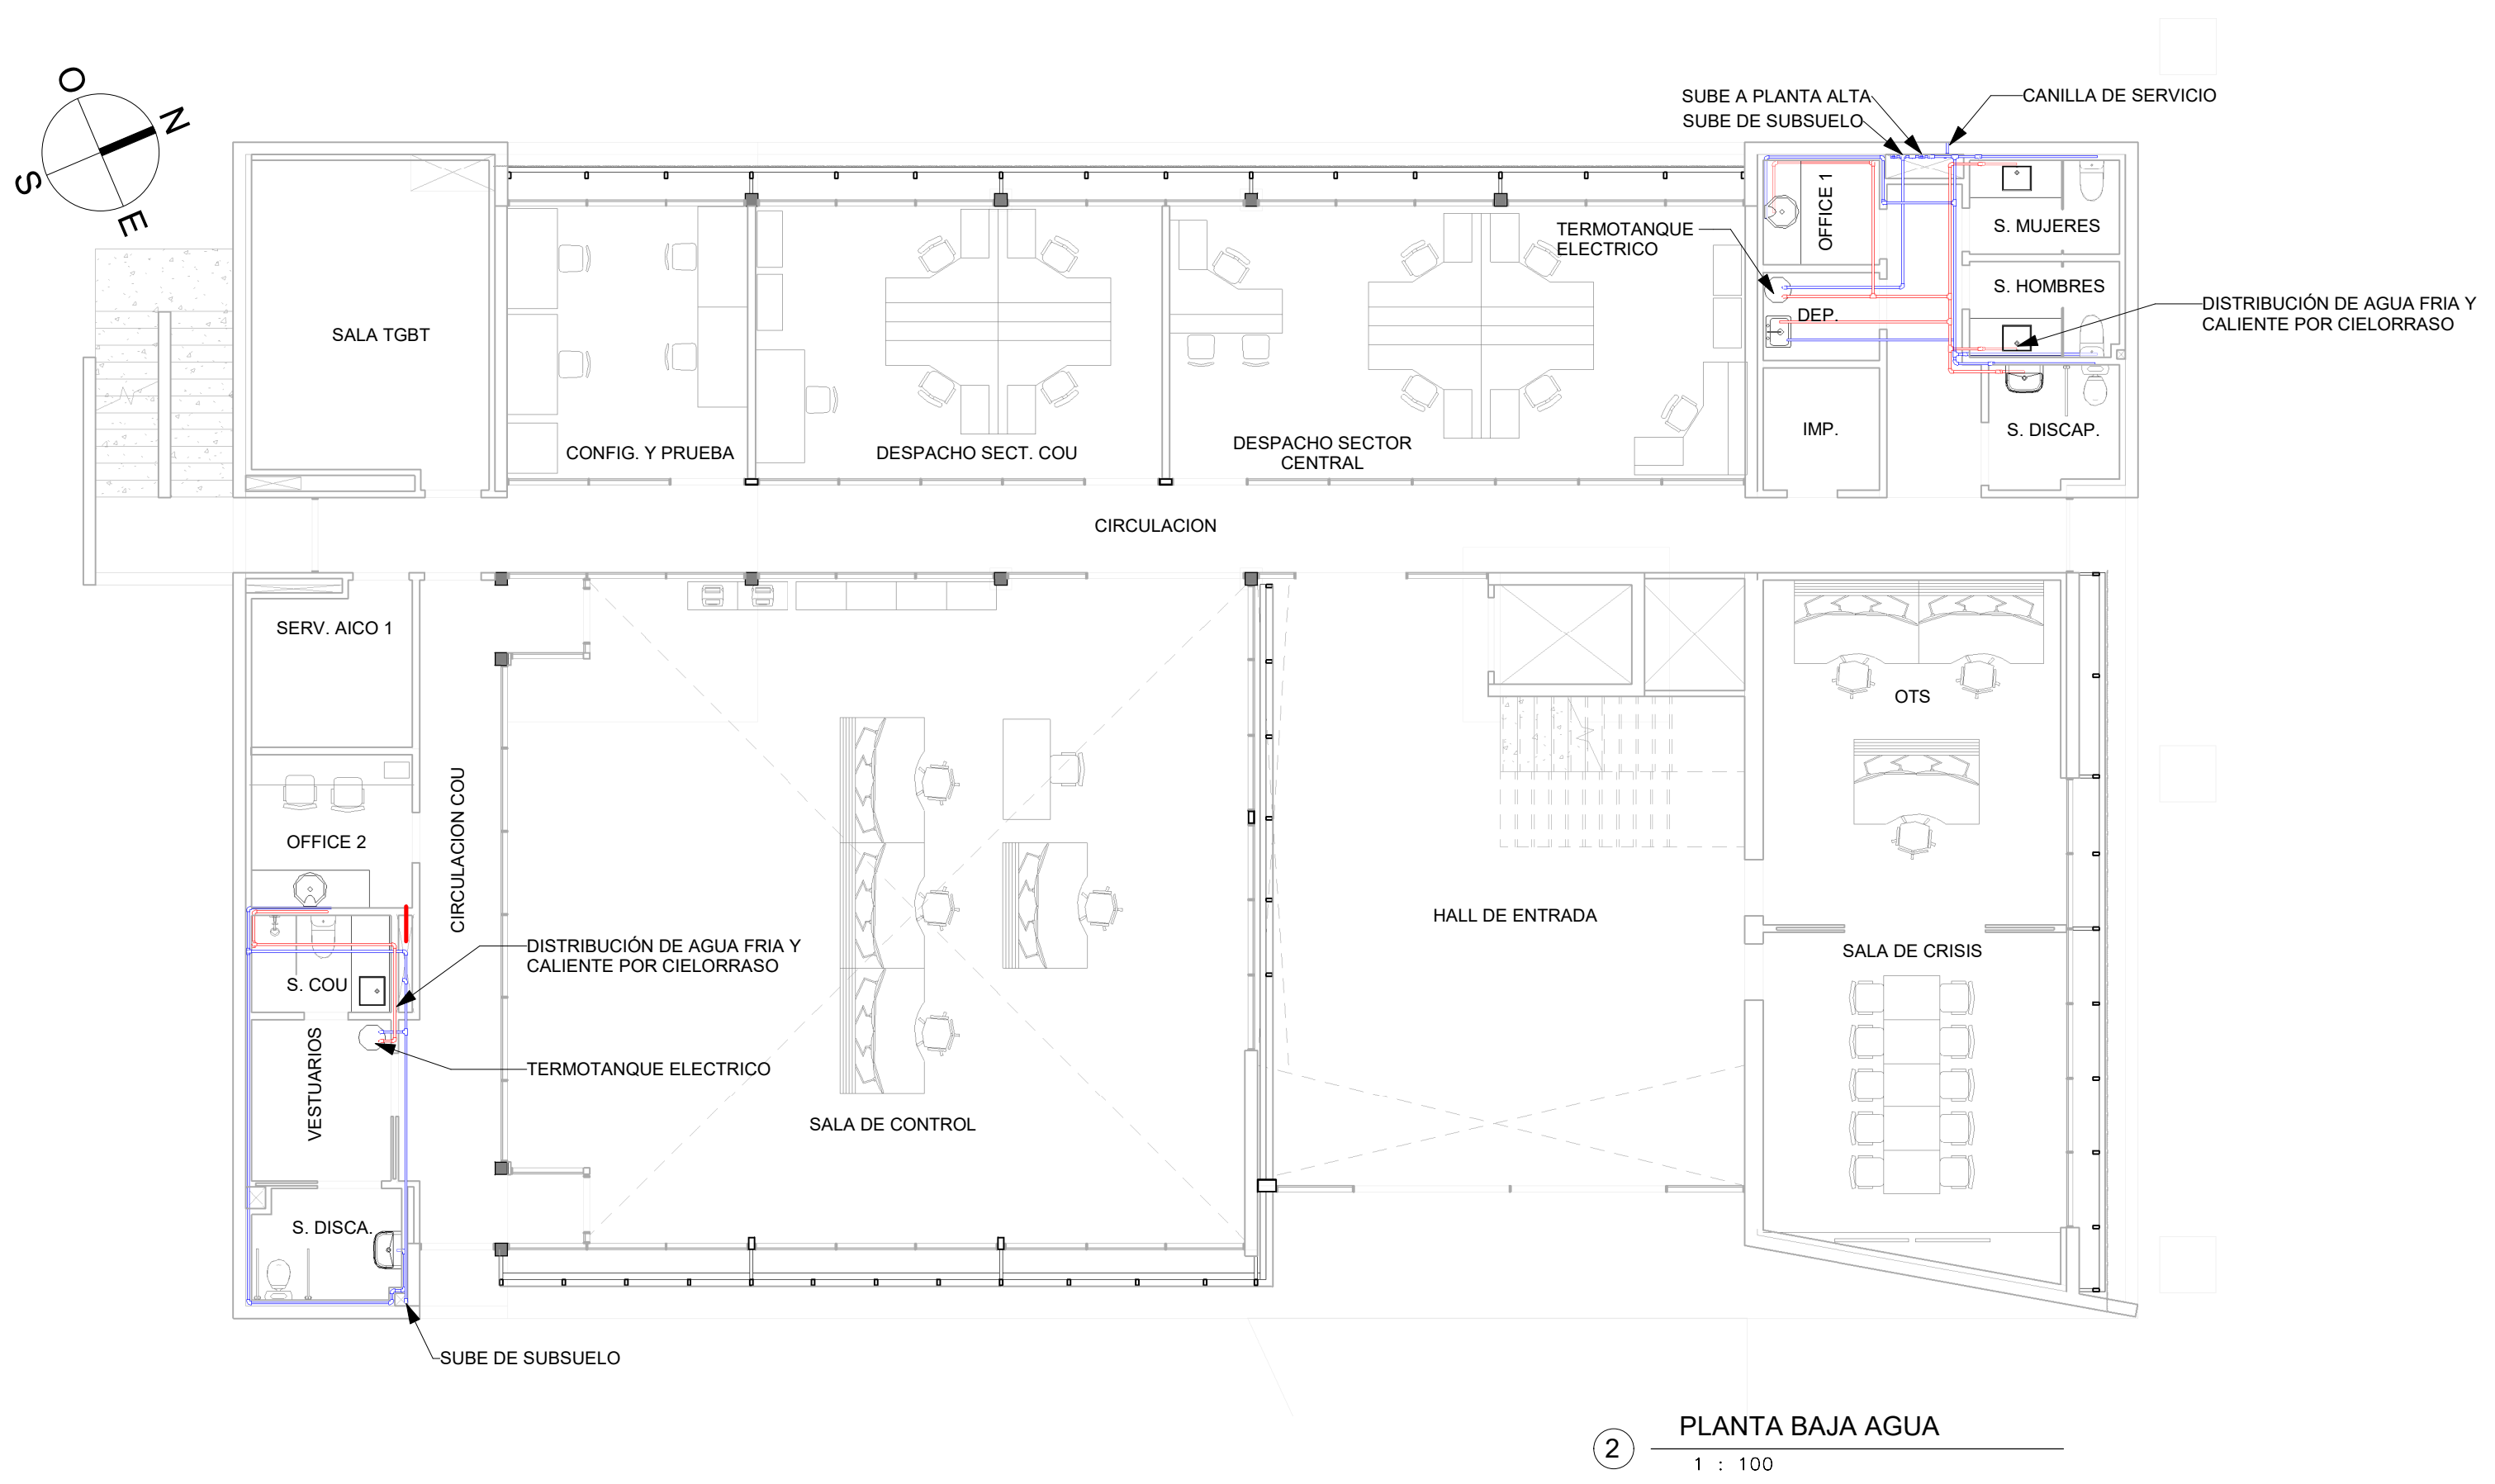 O
N
S
E
SUBE A PLANTA ALTA
SUBE DE SUBSUELO
CANILLA DE SERVICIO
OFFICE 1
S. MUJERES
TERMOTANQUE
ELECTRICO
S. HOMBRES
DISTRIBUCIÓN DE AGUA FRIA Y
CALIENTE POR CIELORRASO
DEP.
SALA TGBT
IMP.
S. DISCAP.
CONFIG. Y PRUEBA
DESPACHO SECT. COU
DESPACHO SECTOR
CENTRAL
CIRCULACION
SERV. AICO 1
OTS
OFFICE 2
CIRCULACION COU
HALL DE ENTRADA
DISTRIBUCIÓN DE AGUA FRIA Y
CALIENTE POR CIELORRASO
SALA DE CRISIS
S. COU
VESTUARIOS
TERMOTANQUE ELECTRICO
SALA DE CONTROL
S. DISCA.
SUBE DE SUBSUELO
2
PLANTA BAJA AGUA
1 : 100